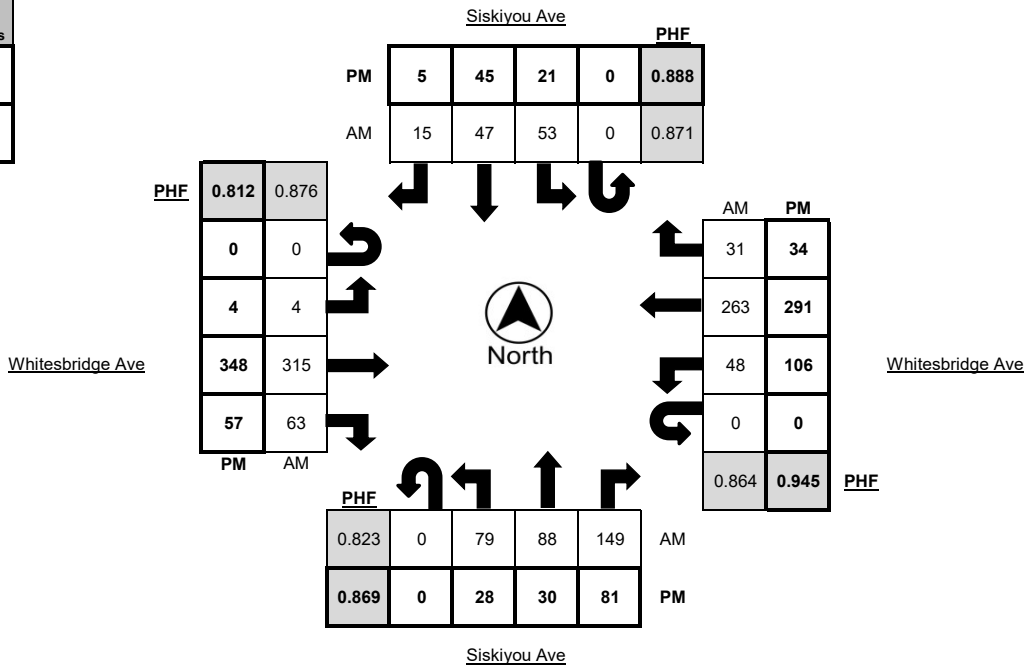 Siskiyou Ave
PHF
s
PM 5 45 21 0 0.888
AM 15 47 53 0 0.871
PHF 0.812 0.876
0 0
4 4
348 315
57 63
PM AM
Whitesbridge Ave
North
AM PM
31 34
263 291
48 106
0 0
0.864 0.945 PHF
Whitesbridge Ave
PHF
0.823 0 79 88 149 AM
0.869 0 28 30 81 PM
Siskiyou Ave